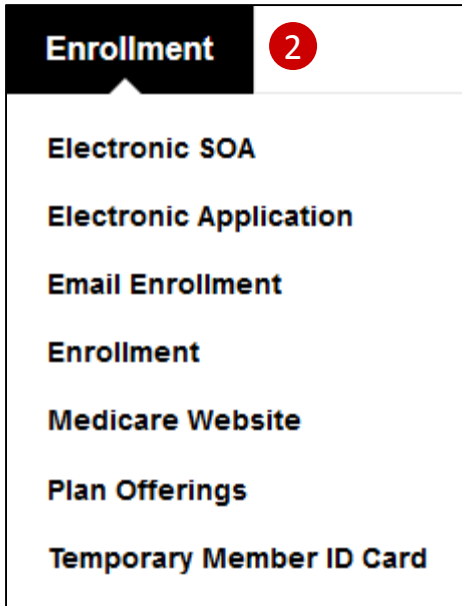 Enrollment 2
Electronic SOA
Electronic Application
Email Enrollment
Enrollment
Medicare Website
Plan Offerings
Temporary Member ID Card